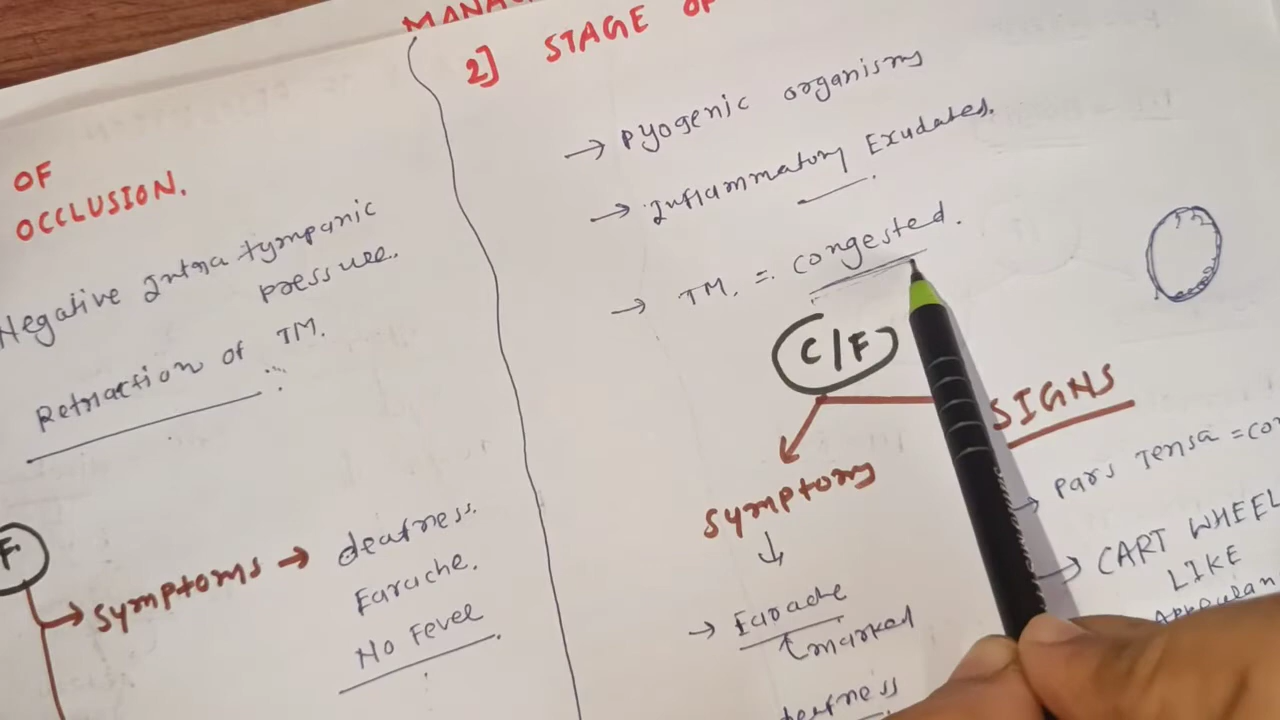 OF
OCCLUSION.
Negative Intra tympanic
pressure.
Retraction of TM.
F
Symptoms → deafness.
Earache.
No Fever
2] STAGE OF
→ Pyogenic organisms
→ Inflammatory Exudates.
→ TM. = congested.
C/F
Symptoms
→ Earache
marked
deafness
SIGNS
→ Pars Tensa =
→ CART WHEEL
LIKE